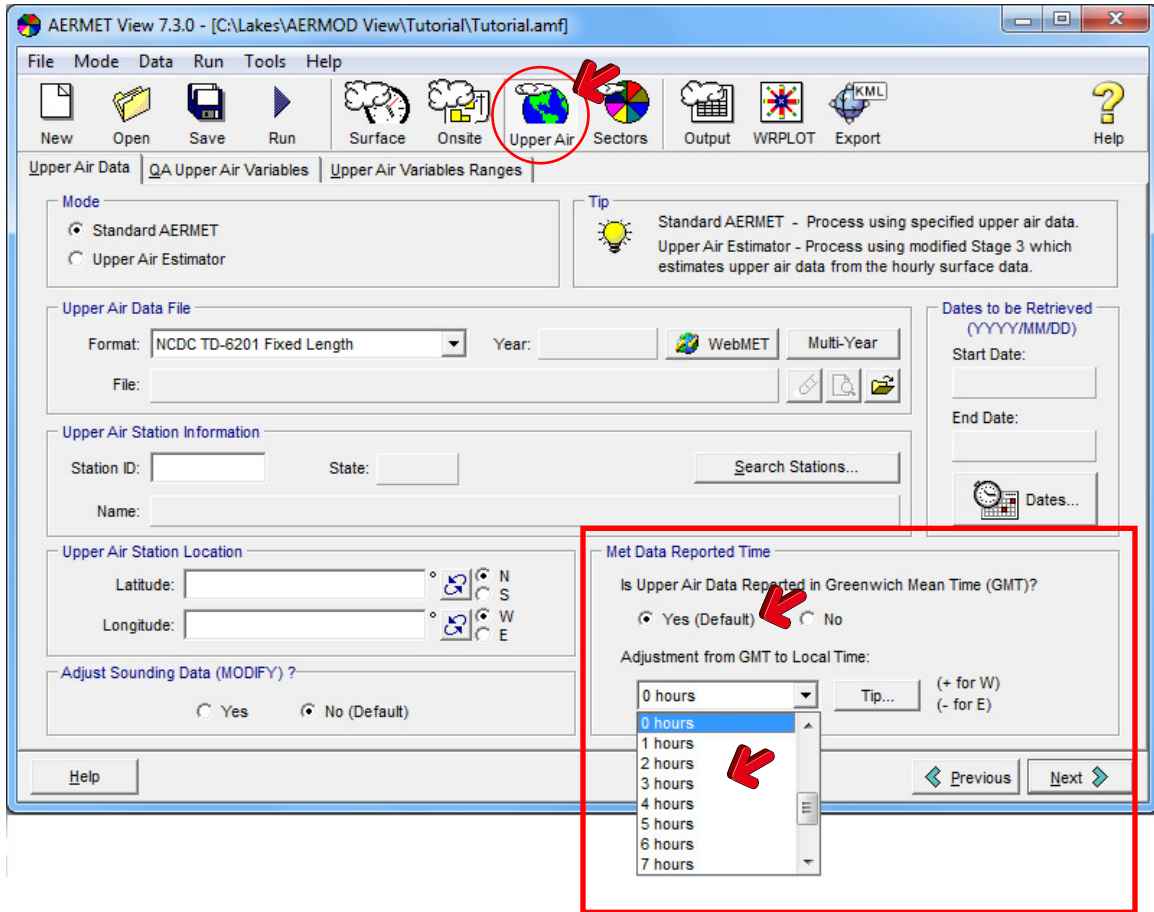 AERMET View 7.3.0 - [C:\Lakes\AERMOD View\Tutorial\Tutorial.amf]
File Mode Data Run Tools Help
KML
New Open Save Run Surface Onsite Upper Air Sectors Output WRPLOT Export Help
Upper Air Data QA Upper Air Variables Upper Air Variables Ranges
Mode
Standard AERMET
Upper Air Estimator
Tip
Standard AERMET - Process using specified upper air data.
Upper Air Estimator - Process using modified Stage 3 which
estimates upper air data from the hourly surface data.
Upper Air Data File
Format: NCDC TD-6201 Fixed Length Year: WebMET Multi-Year
File:
Dates to be Retrieved
(YYYY/MM/DD)
Start Date:
End Date:
Dates...
Upper Air Station Information
Station ID: State: Search Stations...
Name:
Upper Air Station Location
Latitude: ° N
S
Longitude: ° W
E
Adjust Sounding Data (MODIFY) ?
Yes No (Default)
Met Data Reported Time
Is Upper Air Data Reported in Greenwich Mean Time (GMT)?
Yes (Default) No
Adjustment from GMT to Local Time:
0 hours Tip... (+ for W)
(- for E)
0 hours
1 hours
2 hours
3 hours
4 hours
5 hours
6 hours
7 hours
Help Previous Next